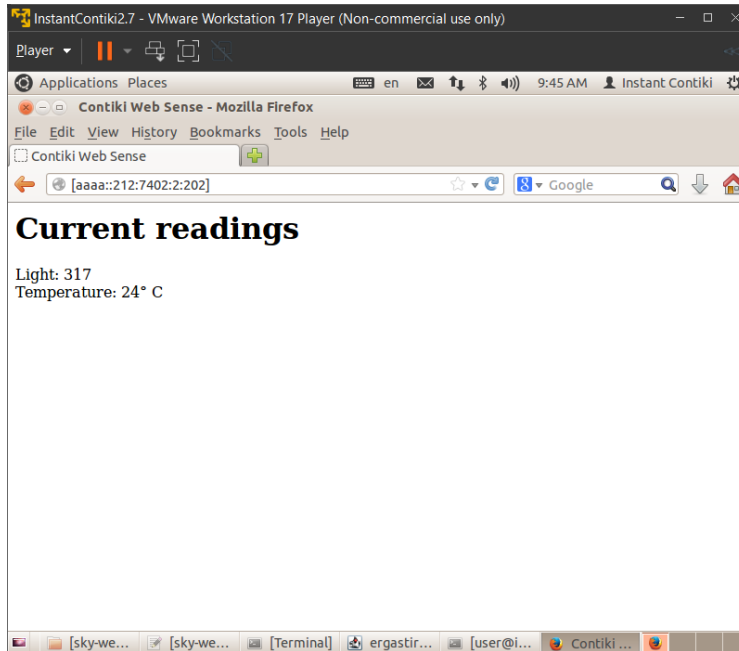 InstantContiki2.7 - VMware Workstation 17 Player (Non-commercial use only)
Player
Applications Places en 9:45 AM Instant Contiki
Contiki Web Sense - Mozilla Firefox
File Edit View History Bookmarks Tools Help
Contiki Web Sense
[aaaa::212:7402:2:202] Google
Current readings
Light: 317
Temperature: 24° C
[sky-we... [sky-we... [Terminal] ergastir... [user@i... Contiki ...